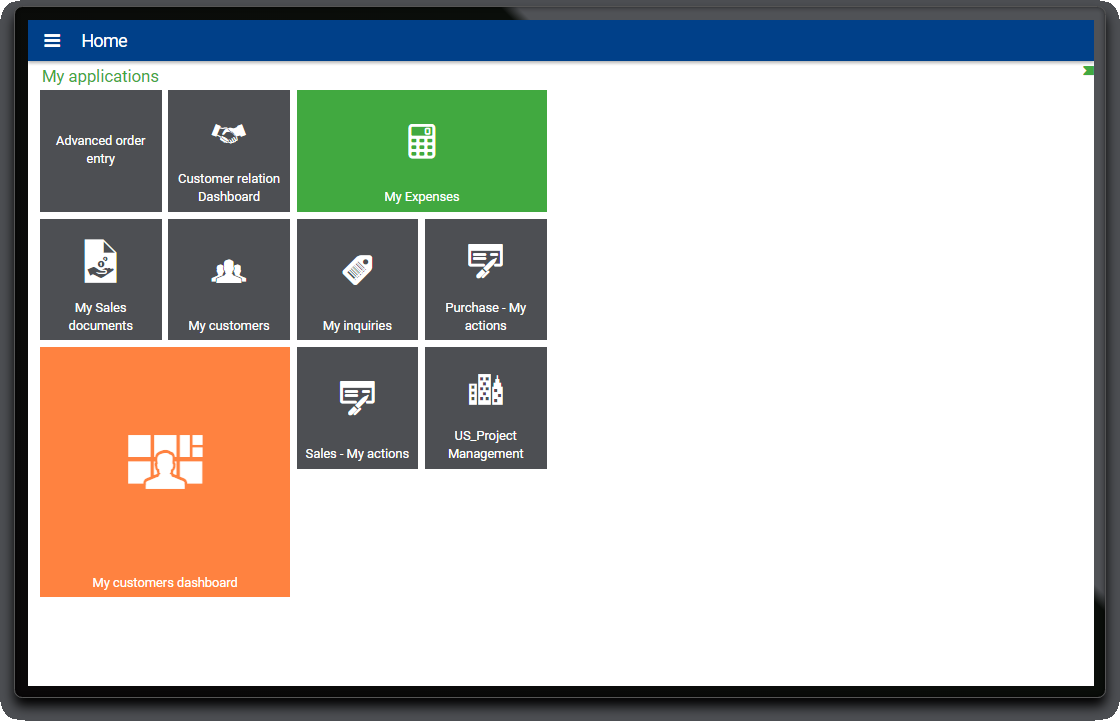 Home
My applications
Advanced order
entry
Customer relation
Dashboard
0
My Expenses
My Sales
documents
My customers
My inquiries
Purchase - My
actions
My customers dashboard
Sales - My actions
US_Project
Management